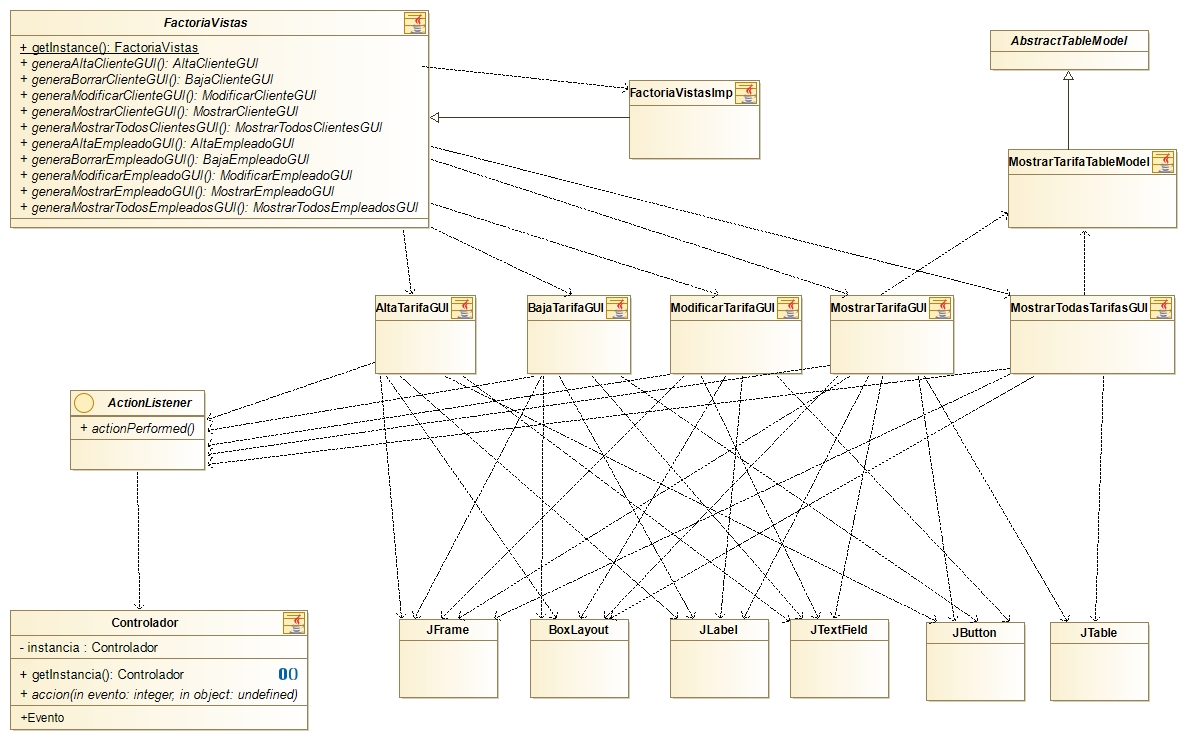 FactoriaVistas
+ getInstance(): FactoriaVistas
+ generaAltaClienteGUI(): AltaClienteGUI
+ generaBorrarClienteGUI(): BajaClienteGUI
+ generaModificarClienteGUI(): ModificarClienteGUI
+ generaMostrarClienteGUI(): MostrarClienteGUI
+ generaMostrarTodosClientesGUI(): MostrarTodosClientesGUI
+ generaAltaEmpleadoGUI(): AltaEmpleadoGUI
+ generaBorrarEmpleadoGUI(): BajaEmpleadoGUI
+ generaModificarEmpleadoGUI(): ModificarEmpleadoGUI
+ generaMostrarEmpleadoGUI(): MostrarEmpleadoGUI
+ generaMostrarTodosEmpleadosGUI(): MostrarTodosEmpleadosGUI
FactoriaVistasImp
AbstractTableModel
MostrarTarifaTableModel
AltaTarifaGUI
BajaTarifaGUI
ModificarTarifaGUI
MostrarTarifaGUI
MostrarTodasTarifasGUI
ActionListener
+ actionPerformed()
Controlador
- instancia : Controlador
+ getInstancia(): Controlador
+ accion(in evento: integer, in object: undefined)
+Evento
JFrame
BoxLayout
JLabel
JTextField
JButton
JTable